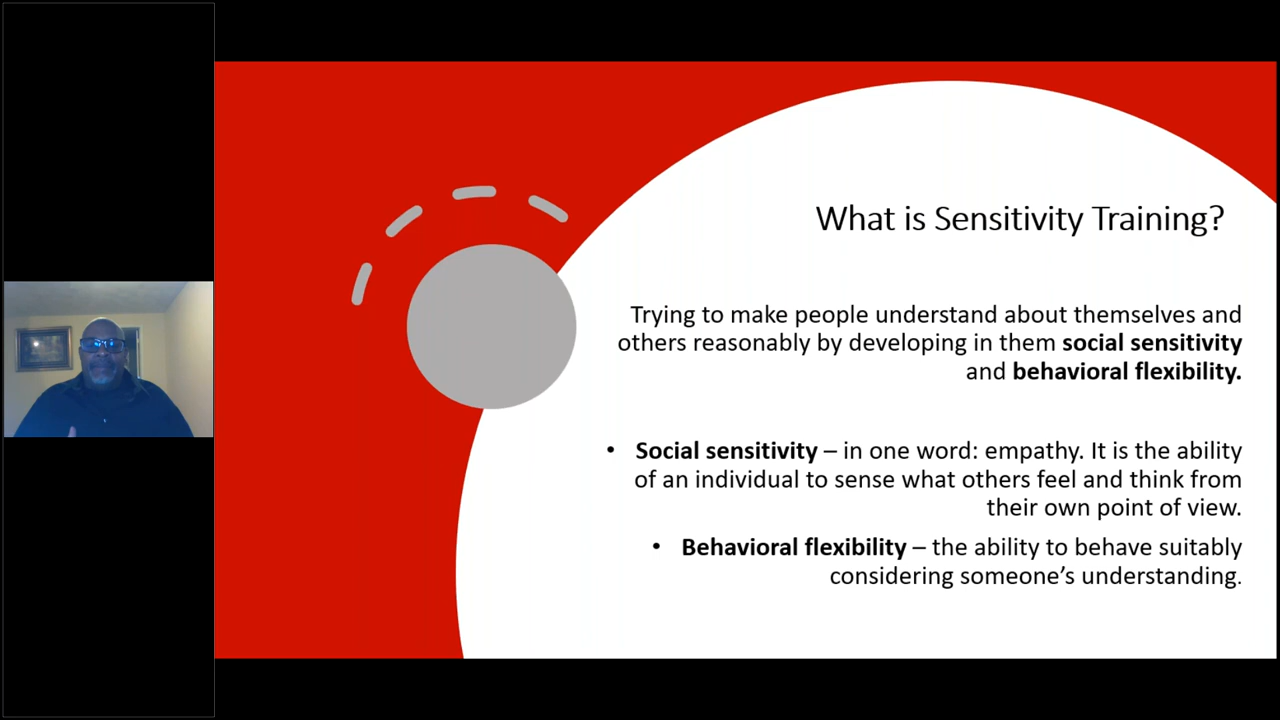 What is Sensitivity Training?
Trying to make people understand about themselves and
others reasonably by developing in them social sensitivity
and behavioral flexibility.
• Social sensitivity – in one word: empathy. It is the ability
of an individual to sense what others feel and think from
their own point of view.
• Behavioral flexibility – the ability to behave suitably
considering someone’s understanding.